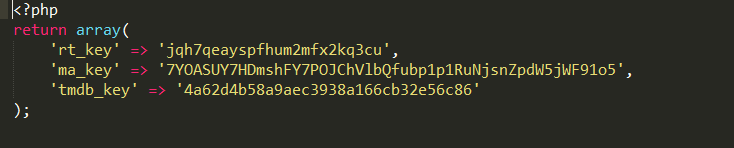 <?php
return array(
    'rt_key' => 'jqh7qeayspfhum2mfx2kq3cu',
    'ma_key' => '7YOASUY7HDmshFY7POJChVlbQfubp1p1RuNjsnZpdW5jWF91o5',
    'tmdb_key' => '4a62d4b58a9aec3938a166cb32e56c86'
);